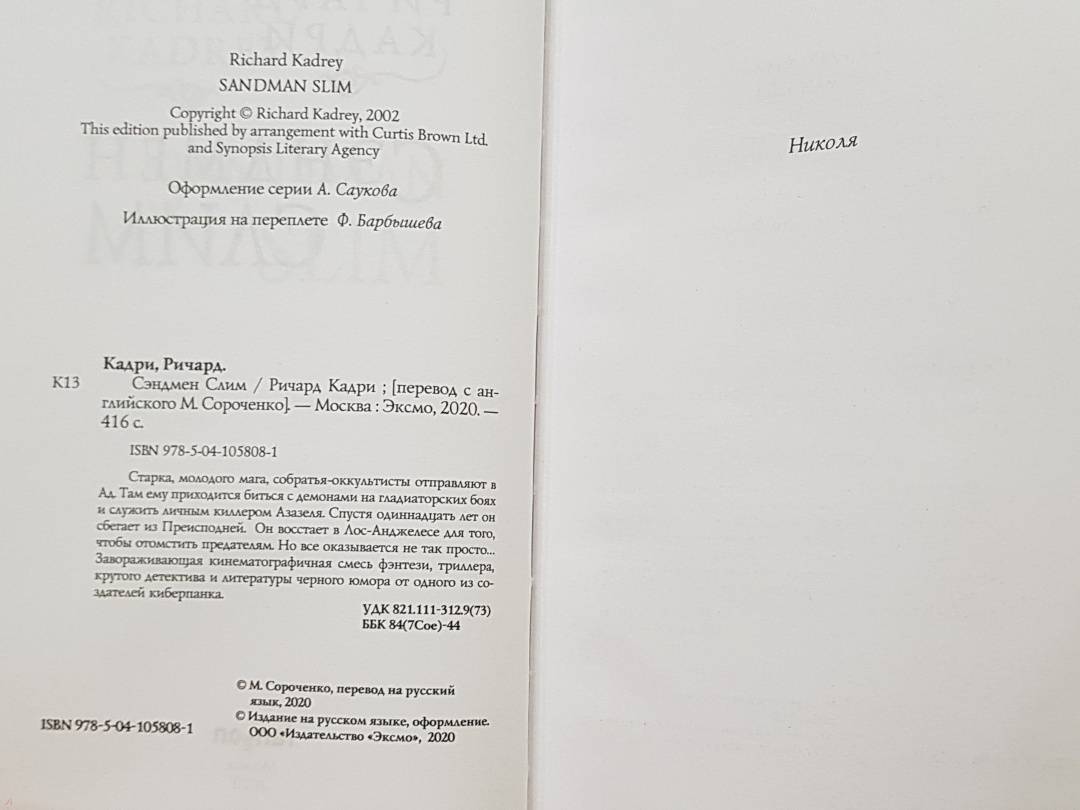 Richard Kadrey
SANDMAN SLIM
Copyright © Richard Kadrey, 2002
This edition published by arrangement with Curtis Brown Ltd.
and Synopsis Literary Agency
Оформление серии А. Саукова
Иллюстрация на переплете Ф. Барбышева
Кадри, Ричард.
К13 Сэндмен Слим / Ричард Кадри ; [перевод с ан-
глийского М. Сороченко]. — Москва : Эксмо, 2020. —
416 с.
ISBN 978-5-04-105808-1
Старка, молодого мага, собратья-оккультисты отправляют в
Ад. Там ему приходится биться с демонами на гладиаторских боях
и служить личным киллером Азазеля. Спустя одиннадцать лет он
сбегает из Преисподней. Он восстает в Лос-Анджелесе для того,
чтобы отомстить предателям. Но все оказывается не так просто...
Завораживающая кинематографичная смесь фэнтези, триллера,
крутого детектива и литературы черного юмора от одного из со-
здателей киберпанка.
УДК 821.111-312.9(73)
ББК 84(7Сое)-44
© М. Сороченко, перевод на русский
язык, 2020
© Издание на русском языке, оформление.
ООО «Издательство «Эксмо», 2020
ISBN 978-5-04-105808-1
Николя